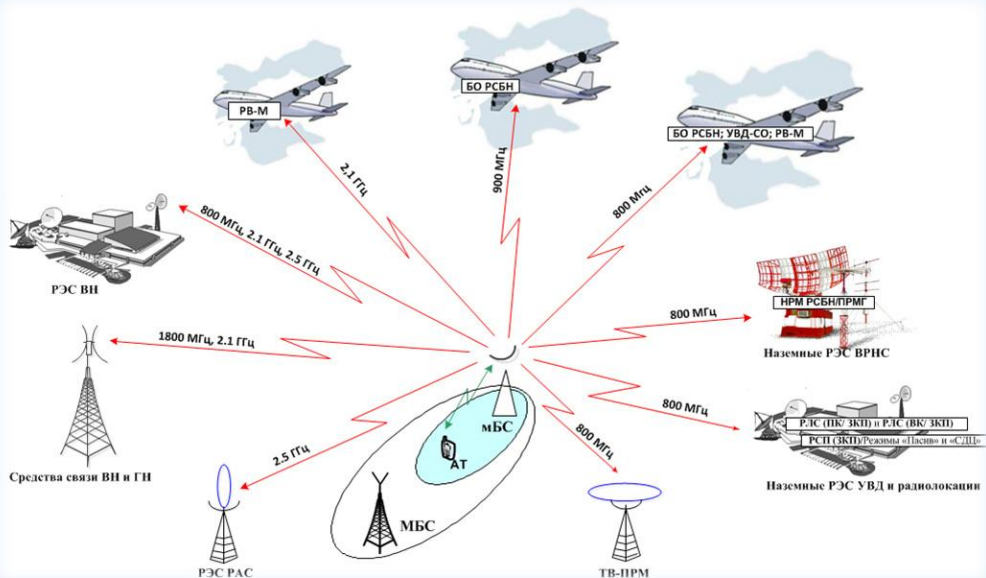 РВ-М
БО РСБН
БО РСБН; УВД-СО; РВ-М
2,1 ГГц
900 МГц
800 Мгц
800 МГц, 2.1 ГГц, 2.5 ГГц
РЭС ВН
НРМ РСБН/ПРМГ
800 МГц
Наземные РЭС ВРНС
1800 МГц, 2.1 ГГц
мБС
800 МГц
РЛС (ПК/ ЗКП) и РЛС (ВК/ ЗКП)
РСП (ЗКП)/Режимы «Пасив» и «СДЦ»
Наземные РЭС УВД и радиолокации
Средства связи ВН и ГН
2.5 ГГц
АТ
800 МГц
МБС
РЭС РАС
ТВ-ПРМ